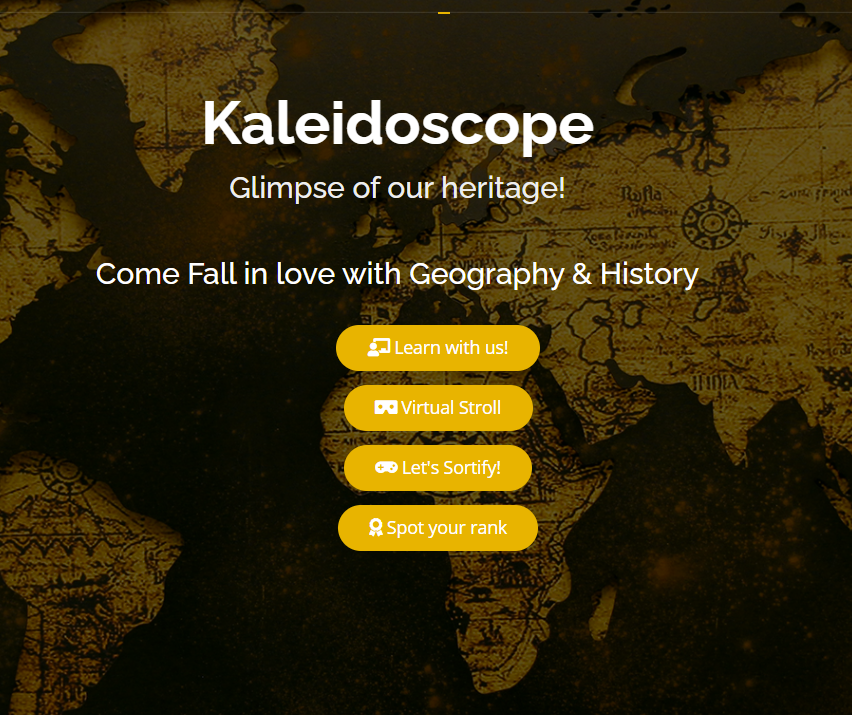 Kaleidoscope
Glimpse of our heritage!
Come Fall in love with Geography & History
Learn with us!
Virtual Stroll
Let's Sortify!
Spot your rank
INDIA